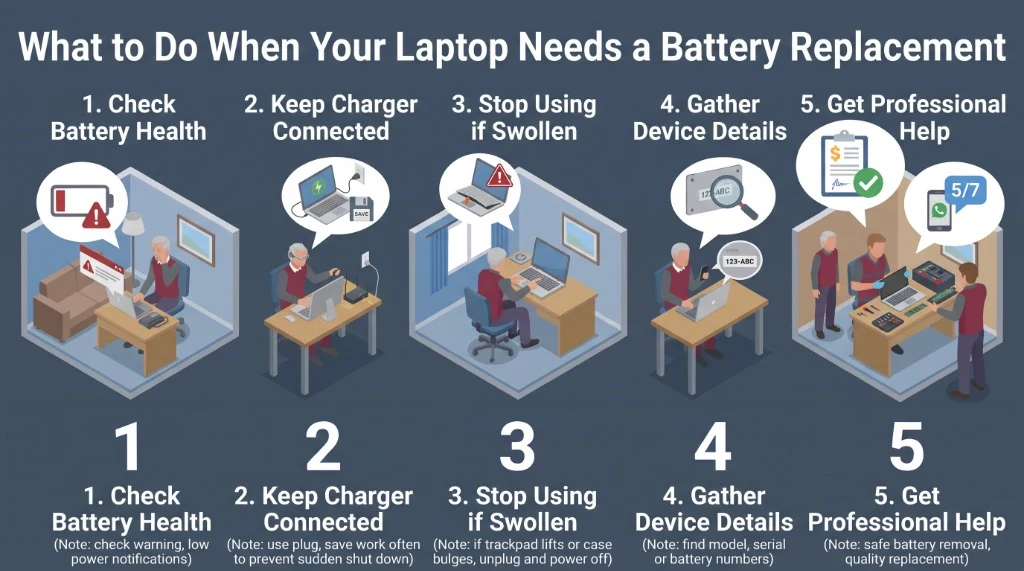 What to Do When Your Laptop Needs a Battery Replacement
1. Check
Battery Health
2. Keep Charger
Connected
3. Stop Using
if Swollen
4. Gather
Device Details
5. Get Professional
Help
SAVE
123-ABC
$
5/7
123-ABC
1
2
3
4
5
1. Check
Battery Health
(Note: check warning, low
power notifications)
2. Keep Charger
Connected
(Note: use plug, save work often
to prevent sudden shut down)
3. Stop Using
if Swollen
(Note: if trackpad lifts or case
bulges, unplug and power off)
4. Gather
Device Details
(Note: find model, serial
or battery numbers)
5. Get
Professional Help
(Note: safe battery removal,
quality replacement)